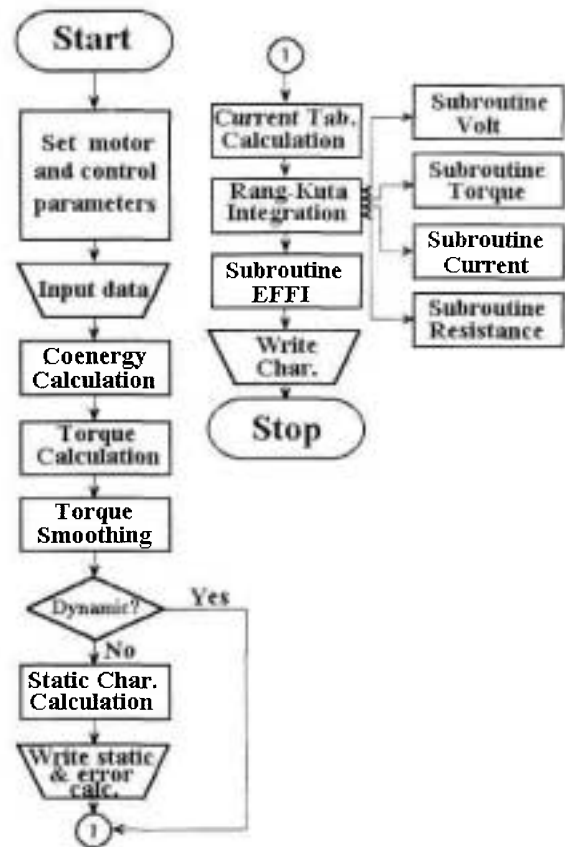 Start
Set motor
and control
parameters
Input data
Coenergy
Calculation
Torque
Calculation
Torque
Smoothing
Dynamic?
Yes
No
Static Char.
Calculation
Write static
& error
calc.
1
1
Current Tab.
Calculation
Rang-Kuta
Integration
Subroutine
EFFI
Write
Char.
Stop
Subroutine
Volt
Subroutine
Torque
Subroutine
Current
Subroutine
Resistance